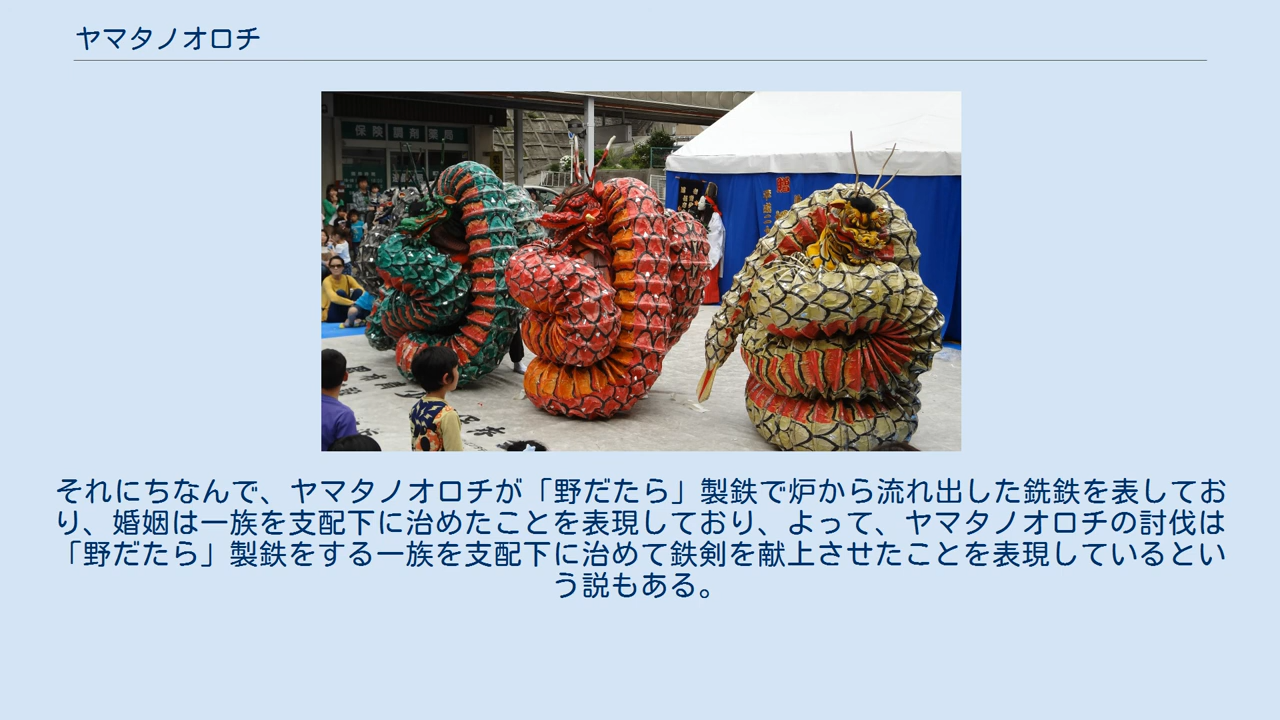 ヤマタノオロチ
保険調剤薬局
それにちなんで、ヤマタノオロチが「野だたら」製鉄で炉から流れ出した銑鉄を表してお
り、婚姻は一族を支配下に治めたことを表現しており、よって、ヤマタノオロチの討伐は
「野だたら」製鉄をする一族を支配下に治めて鉄剣を献上させたことを表現しているとい
う説もある。